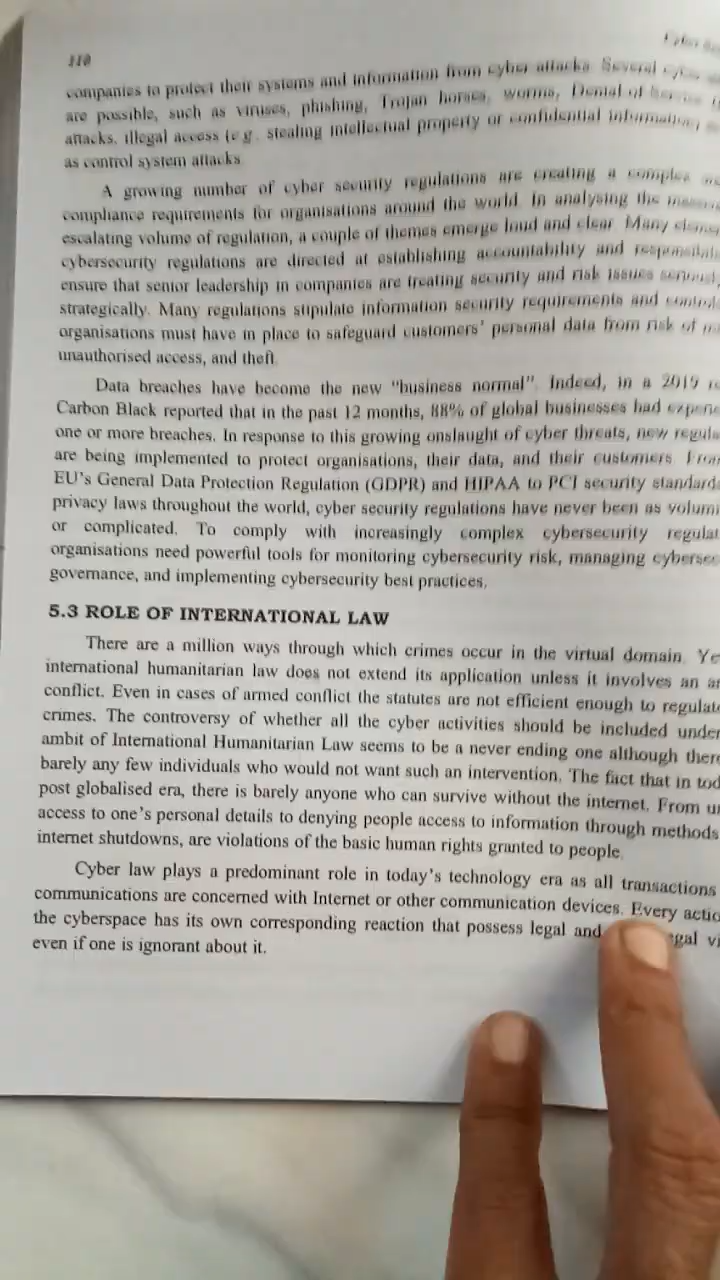 110
companies to protect their systems and information from cyber attacks. Several cyber
are possible, such as viruses, phishing, Trojan horses, worms, Denial of Service
attacks, illegal access (e.g., stealing intellectual property or confidential information)
as control system attacks
A growing number of cyber security regulations are creating a complex
compliance requirements for organisations around the world. In analysing the
escalating volume of regulation, a couple of themes emerge loud and clear. Many
cybersecurity regulations are directed at establishing accountability and
ensure that senior leadership in companies are treating security and risk issues
strategically. Many regulations stipulate information security requirements and
organisations must have in place to safeguard customers' personal data from risk of
unauthorised access, and theft.
Data breaches have become the new "business normal". Indeed, in a 2019
Carbon Black reported that in the past 12 months, 88% of global businesses had
one or more breaches. In response to this growing onslaught of cyber threats, new
are being implemented to protect organisations, their data, and their customers. From
EU's General Data Protection Regulation (GDPR) and HIPAA to PCI security standards
privacy laws throughout the world, cyber security regulations have never been as
or complicated. To comply with increasingly complex cybersecurity
organisations need powerful tools for monitoring cybersecurity risk, managing
governance, and implementing cybersecurity best practices.
5.3 ROLE OF INTERNATIONAL LAW
There are a million ways through which crimes occur in the virtual domain.
international humanitarian law does not extend its application unless it involves an
conflict. Even in cases of armed conflict the statutes are not efficient enough to
crimes. The controversy of whether all the cyber activities should be included under
ambit of International Humanitarian Law seems to be a never ending one although
barely any few individuals who would not want such an intervention. The fact that in
post globalised era, there is barely anyone who can survive without the internet. From
access to one's personal details to denying people access to information through methods
internet shutdowns, are violations of the basic human rights granted to people.
Cyber law plays a predominant role in today's technology era as all transactions
communications are concerned with Internet or other communication devices. Every
the cyberspace has its own corresponding reaction that possess legal and
even if one is ignorant about it.